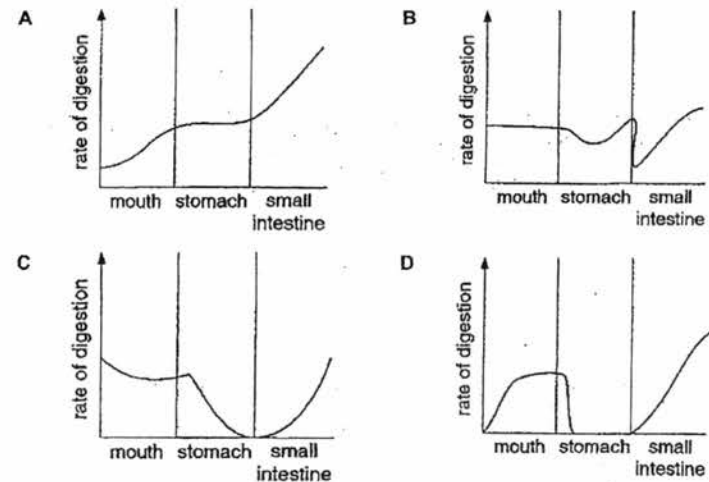 A
rate of digestion
mouth stomach small
intestine
B
rate of digestion
mouth stomach small
intestine
C
rate of digestion
mouth stomach small
intestine
D
rate of digestion
mouth stomach small
intestine